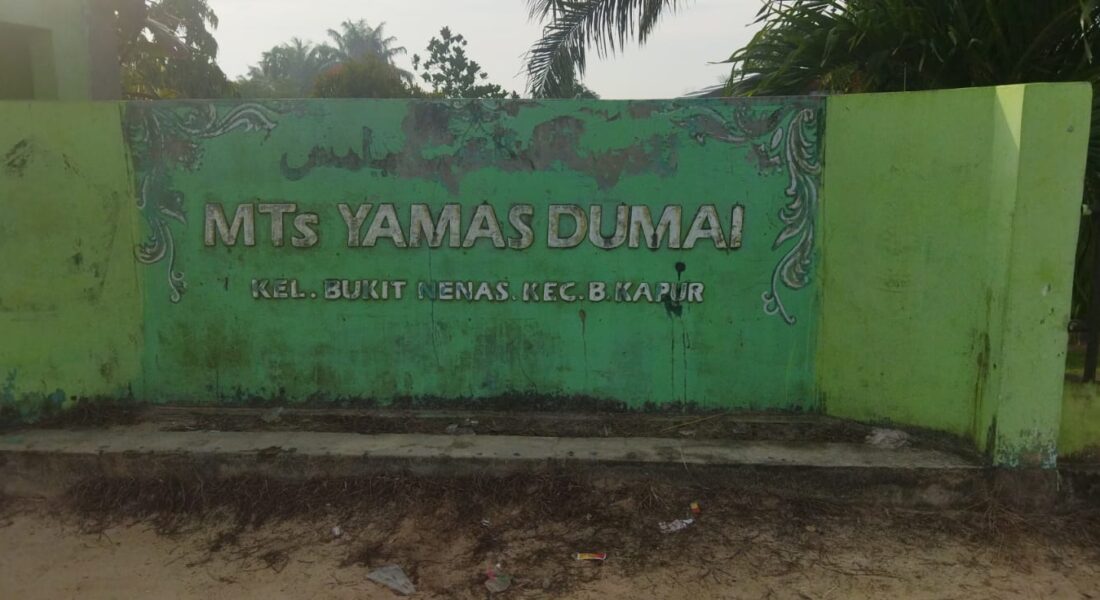 MTs YAMAS DUMAI
KEL. BUKIT NENAS. KEC. B. KAPUR